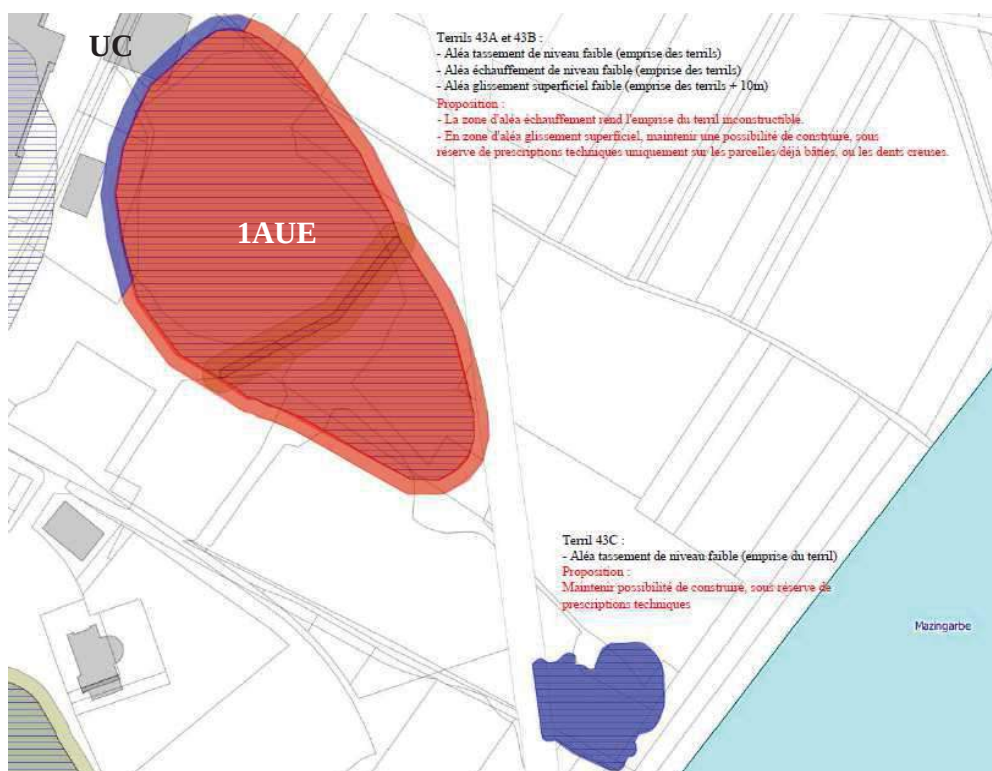 UC
Terrils 43A et 43B :
- Aléa tassement de niveau faible (emprise des terrils)
- Aléa échauffement de niveau faible (emprise des terrils)
- Aléa glissement superficiel faible (emprise des terrils + 10m)
Proposition :
- La zone d'aléa échauffement rend l'emprise du terril inconstructible.
- En zone d'aléa glissement superficiel, maintenir une possibilité de construire, sous
réserve de prescriptions techniques uniquement sur les parcelles déjà bâties, ou les dents creuses.
1AUE
Terril 43C :
- Aléa tassement de niveau faible (emprise du terril)
Proposition :
Maintenir possibilité de construire, sous réserve de
prescriptions techniques
Mazingarbe